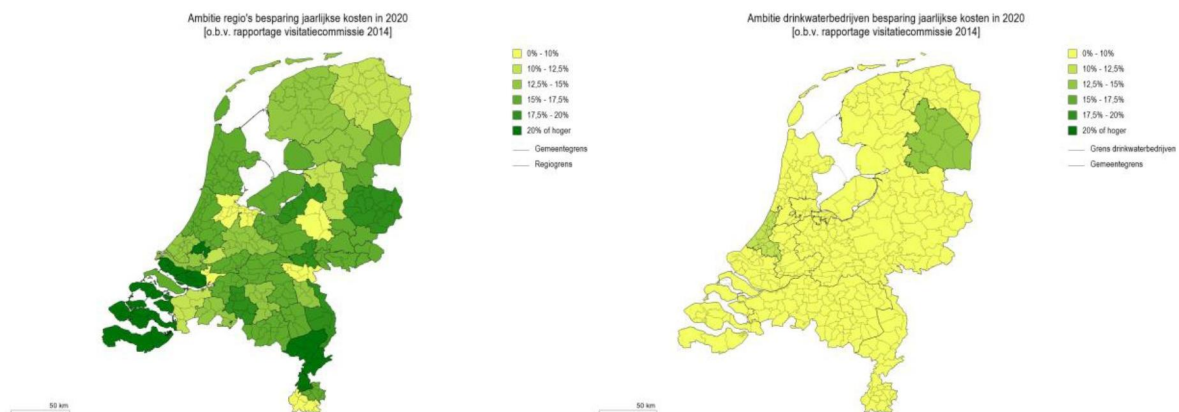 Ambitie regio's besparing jaarlijkse kosten in 2020
[o.b.v. rapportage visitatiecommissie 2014]
0% - 10%
10% - 12,5%
12,5% - 15%
15% - 17,5%
17,5% - 20%
20% of hoger
Gemeentegrens
Regiogrens
50 km
Ambitie drinkwaterbedrijven besparing jaarlijkse kosten in 2020
[o.b.v. rapportage visitatiecommissie 2014]
0% - 10%
10% - 12,5%
12,5% - 15%
15% - 17,5%
17,5% - 20%
20% of hoger
Grens drinkwaterbedrijven
Gemeentegrens
50 km